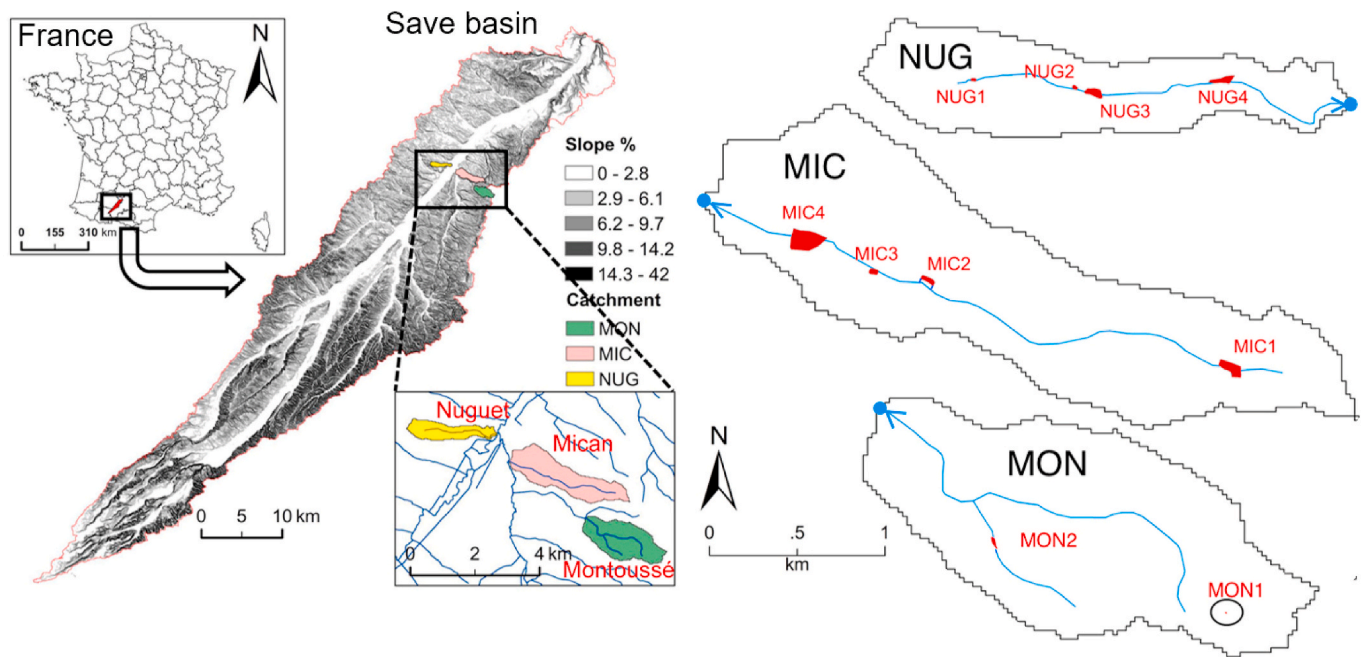 France
N
0 155 310 km
Save basin
Slope %
0 - 2.8
2.9 - 6.1
6.2 - 9.7
9.8 - 14.2
14.3 - 42
Catchment
MON
MIC
NUG
0 5 10 km
Nuguet
Mican
Montoussé
0 2 4 km
NUG
NUG1
NUG2
NUG3
NUG4
MIC
MIC4
MIC3
MIC2
MIC1
N
0 .5 1
km
MON
MON2
MON1